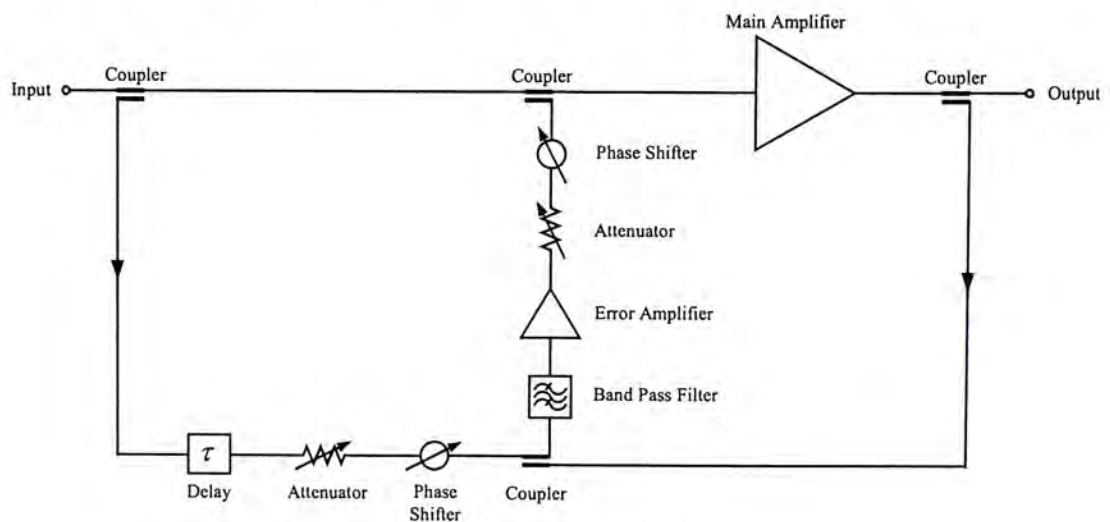 Main Amplifier
Coupler
Coupler
Coupler
Input
Output
Phase Shifter
Attenuator
Error Amplifier
Band Pass Filter
τ
Delay
Attenuator
Phase
Shifter
Coupler